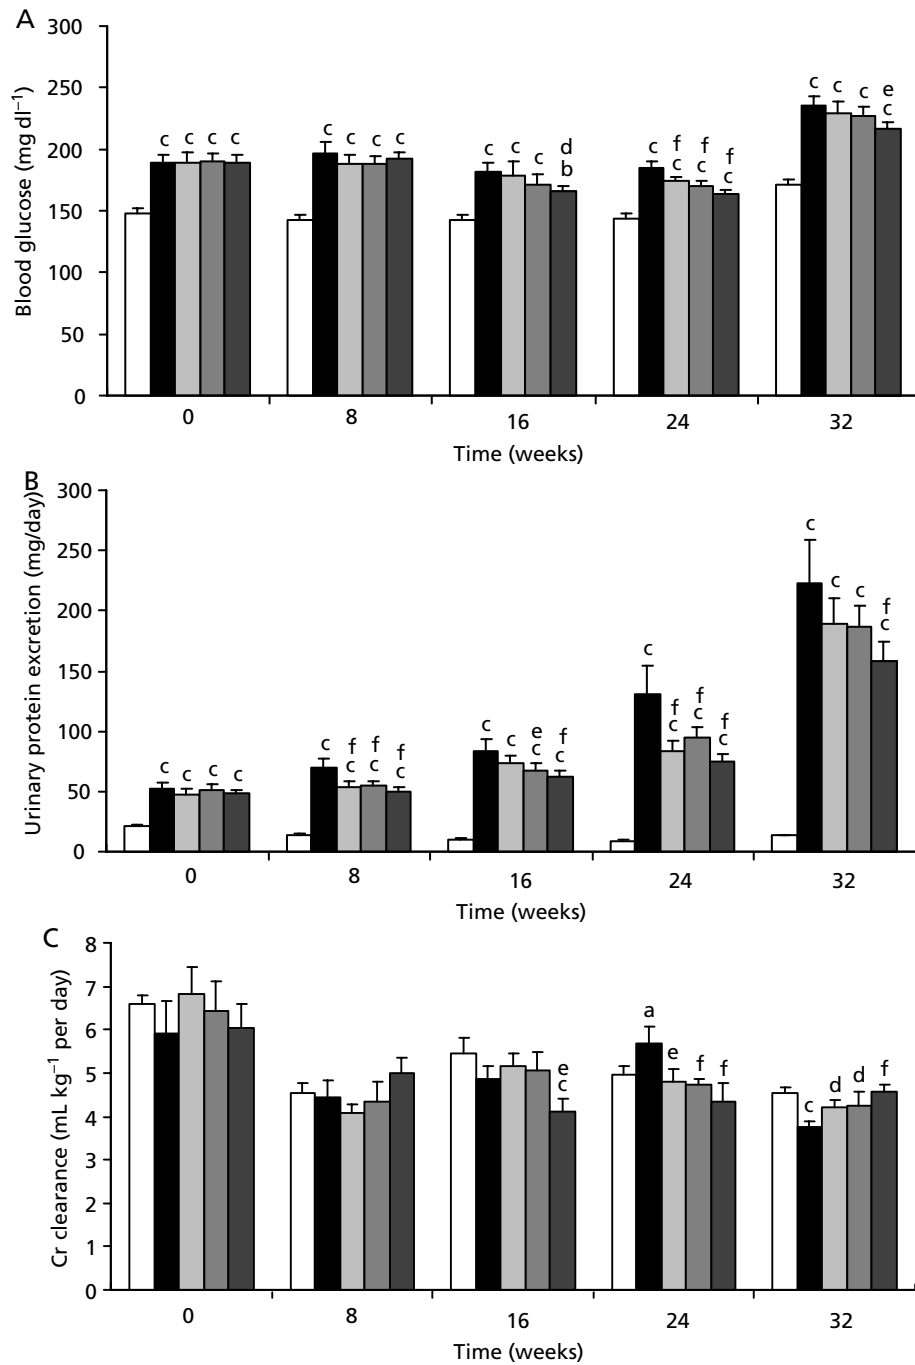 A
Blood glucose (mg dl⁻¹)
300
250
200
150
100
50
0
c c c c
c c c c
c c c d
b
c f f f
c c c
c c c e
c
0 8 16 24 32
Time (weeks)
B
Urinary protein excretion (mg/day)
300
250
200
150
100
50
0
c c c c
c f f f
c c c
c c e f
c c
c f f f
c c c
c c c f
c
0 8 16 24 32
Time (weeks)
C
Cr clearance (mL kg⁻¹ per day)
8
7
6
5
4
3
2
1
0
e
c
a e f f
c d d f
0 8 16 24 32
Time (weeks)